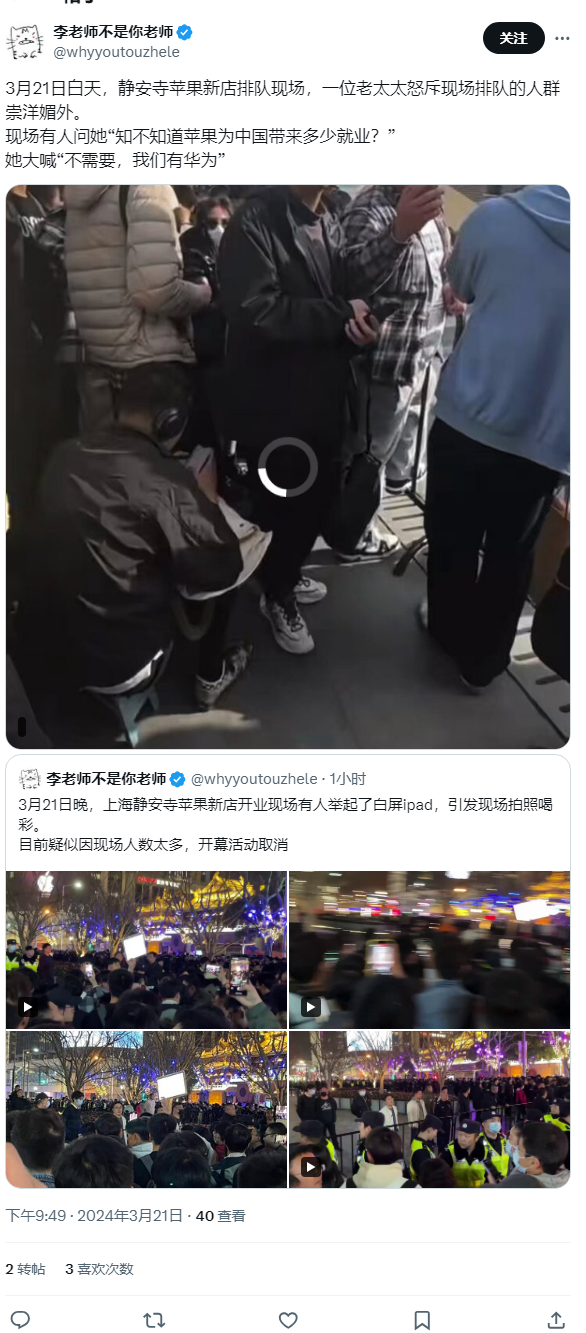 李老师不是你老师
@whyyoutouzhele
关注
3月21日白天，静安寺苹果新店排队现场，一位老太太怒斥现场排队的人群
崇洋媚外。
现场有人问她“知不知道苹果为中国带来多少就业？”
她大喊“不需要，我们有华为”
李老师不是你老师 @whyyoutouzhele · 1小时
3月21日晚，上海静安寺苹果新店开业现场有人举起了白屏ipad，引发现场拍照喝
彩。
目前疑似因现场人数太多，开幕活动取消
下午9:49 · 2024年3月21日 · 40 查看
2 转帖 3 喜欢次数